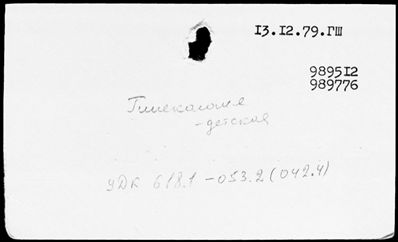 13.12.79.ГШ
989512
989776
Гинекология
-детская
УДК 618.1-053.2(042.4)